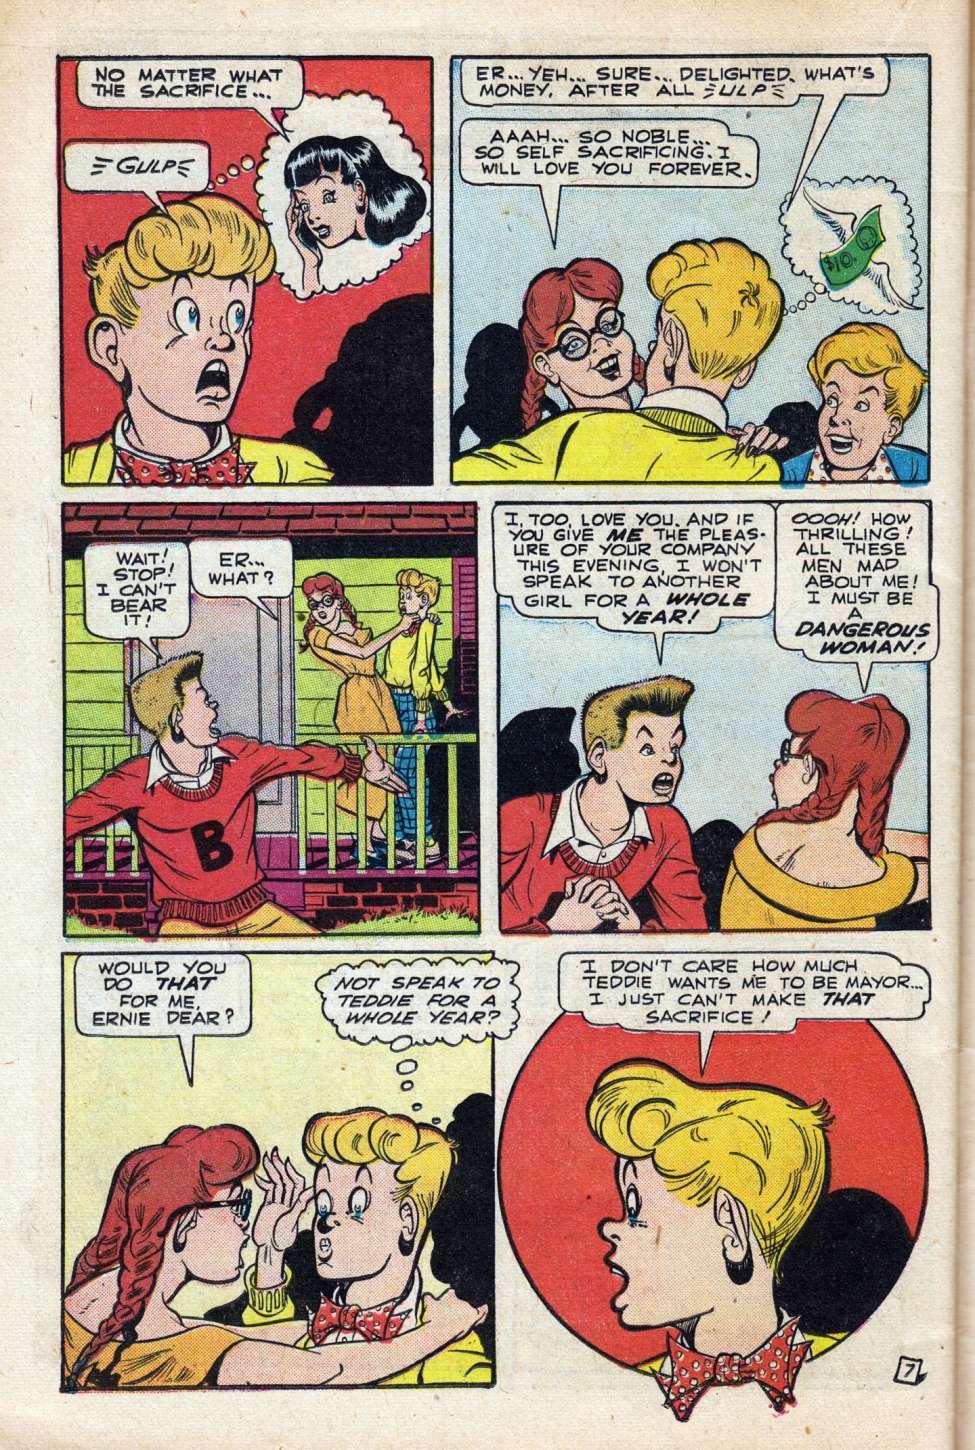 NO MATTER WHAT
THE SACRIFICE...
GULP
ER... YEH... SURE... DELIGHTED. WHAT'S
MONEY, AFTER ALL ULP
AAAH... SO NOBLE...
SO SELF SACRIFICING. I
WILL LOVE YOU FOREVER.
$10.
WAIT!
STOP!
I CAN'T
BEAR
IT!
ER...
WHAT?
B
I, TOO, LOVE YOU. AND IF
YOU GIVE ME THE PLEAS-
URE OF YOUR COMPANY
THIS EVENING, I WON'T
SPEAK TO ANOTHER
GIRL FOR A WHOLE
YEAR!
OOOH! HOW
THRILLING!
ALL THESE
MEN MAD
ABOUT ME!
I MUST BE
A
DANGEROUS
WOMAN!
WOULD YOU
DO THAT
FOR ME,
ERNIE DEAR?
NOT SPEAK TO
TEDDIE FOR A
WHOLE YEAR?
I DON'T CARE HOW MUCH
TEDDIE WANTS ME TO BE MAYOR...
I JUST CAN'T MAKE THAT
SACRIFICE!
7